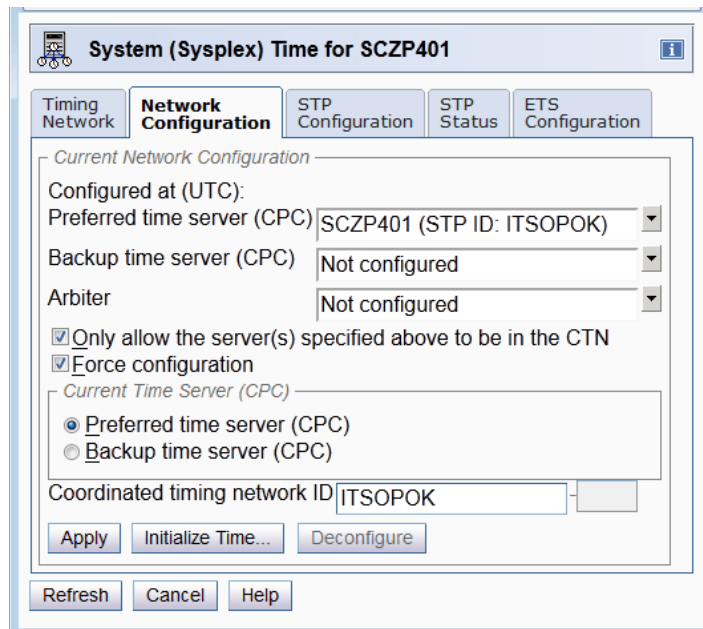 System (Sysplex) Time for SCZP401
i
Timing
Network
Network
Configuration
STP
Configuration
STP
Status
ETS
Configuration
Current Network Configuration
Configured at (UTC):
Preferred time server (CPC) SCZP401 (STP ID: ITSOPOK)
Backup time server (CPC) Not configured
Arbiter Not configured
Only allow the server(s) specified above to be in the CTN
Force configuration
Current Time Server (CPC)
Preferred time server (CPC)
Backup time server (CPC)
Coordinated timing network ID ITSOPOK -
Apply Initialize Time... Deconfigure
Refresh Cancel Help